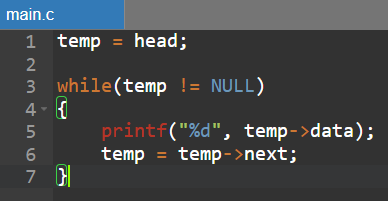 main.c
1 temp = head;
2
3 while(temp != NULL)
4 {
5     printf("%d", temp->data);
6     temp = temp->next;
7 }